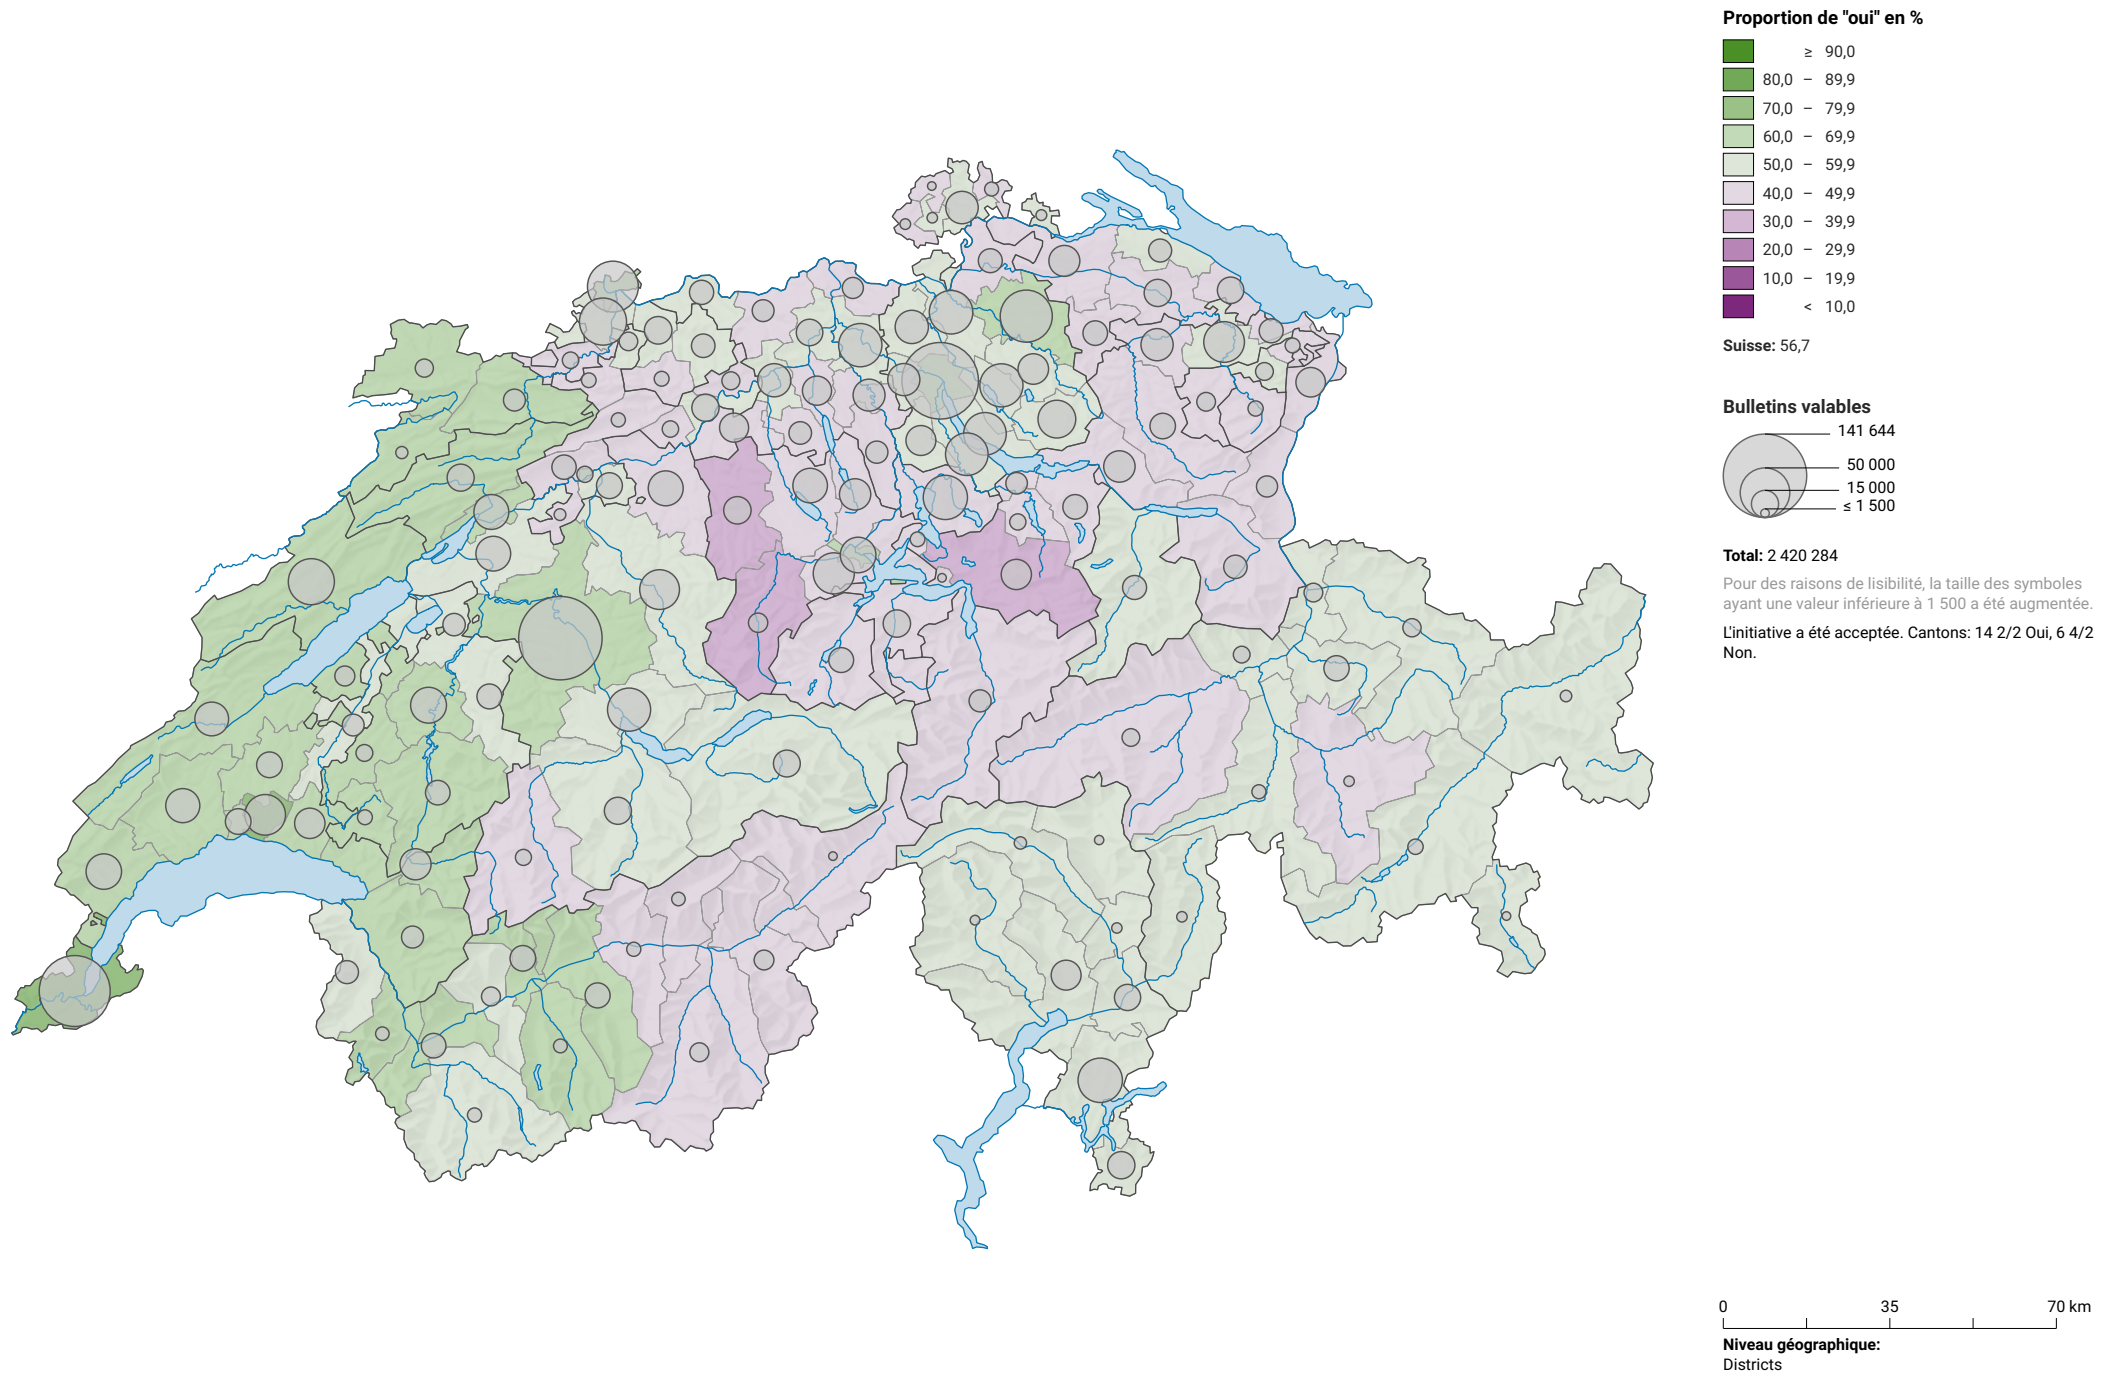 Proportion de "oui" en %
≥ 90,0
80,0 – 89,9
70,0 – 79,9
60,0 – 69,9
50,0 – 59,9
40,0 – 49,9
30,0 – 39,9
20,0 – 29,9
10,0 – 19,9
< 10,0
Suisse: 56,7
Bulletins valables
141 644
50 000
15 000
≤ 1 500
Total: 2 420 284
Pour des raisons de lisibilité, la taille des symboles
ayant une valeur inférieure à 1 500 a été augmentée.
L'initiative a été acceptée. Cantons: 14 2/2 Oui, 6 4/2
Non.
0 35 70 km
Niveau géographique:
Districts